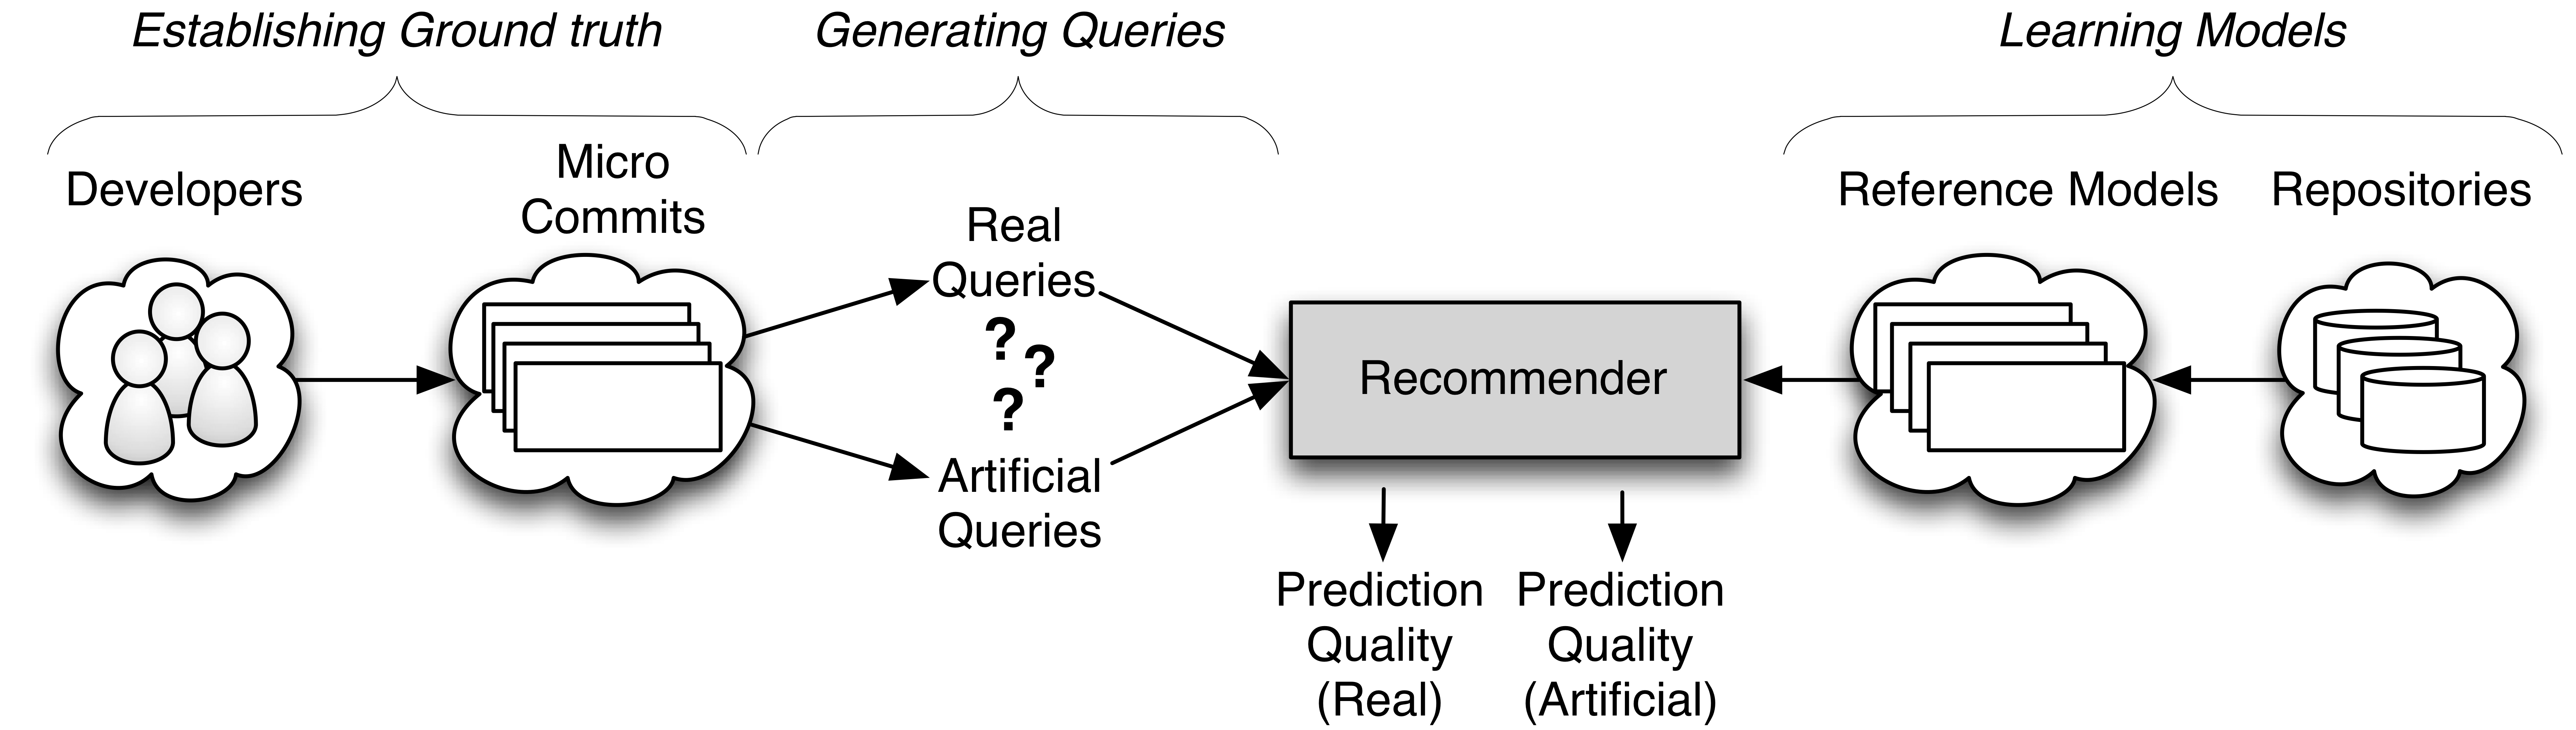 Establishing Ground truth
Generating Queries
Learning Models
Developers
Micro
Commits
Real
Queries
?
?
?
Artificial
Queries
Recommender
Reference Models
Repositories
Prediction
Quality
(Real)
Prediction
Quality
(Artificial)